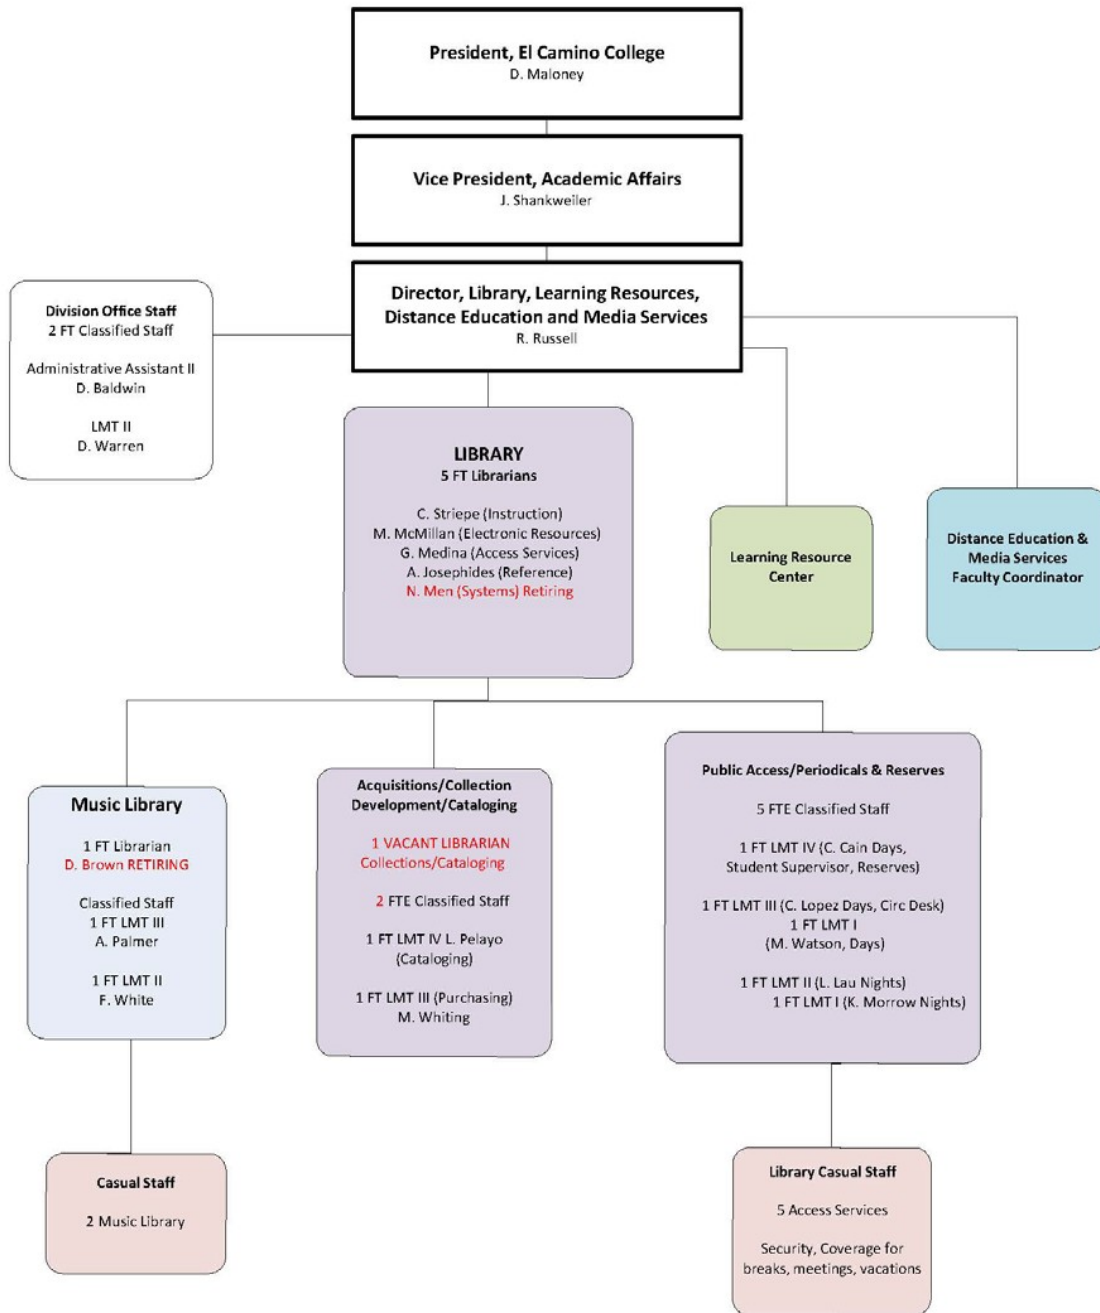 President, El Camino College
D. Maloney
Vice President, Academic Affairs
J. Shankweiler
Director, Library, Learning Resources,
Distance Education and Media Services
R. Russell
Division Office Staff
2 FT Classified Staff
Administrative Assistant II
D. Baldwin
LMT II
D. Warren
LIBRARY
5 FT Librarians
C. Striepe (Instruction)
M. McMillan (Electronic Resources)
G. Medina (Access Services)
A. Josephides (Reference)
N. Men (Systems) Retiring
Learning Resource
Center
Distance Education &
Media Services
Faculty Coordinator
Music Library
1 FT Librarian
D. Brown RETIRING
Classified Staff
1 FT LMT III
A. Palmer
1 FT LMT II
F. White
Acquisitions/Collection
Development/Cataloging
1 VACANT LIBRARIAN
Collections/Cataloging
2 FTE Classified Staff
1 FT LMT IV L. Pelayo
(Cataloging)
1 FT LMT III (Purchasing)
M. Whiting
Public Access/Periodicals & Reserves
5 FTE Classified Staff
1 FT LMT IV (C. Cain Days,
Student Supervisor, Reserves)
1 FT LMT III (C. Lopez Days, Circ Desk)
1 FT LMT I
(M. Watson, Days)
1 FT LMT II (L. Lau Nights)
1 FT LMT I (K. Morrow Nights)
Casual Staff
2 Music Library
Library Casual Staff
5 Access Services
Security, Coverage for
breaks, meetings, vacations